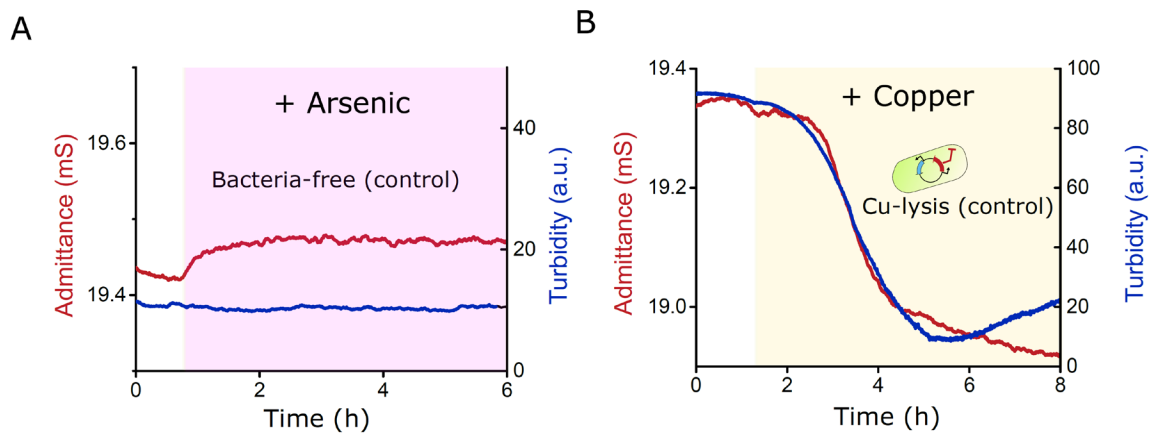 A
+ Arsenic
Bacteria-free (control)
Admittance (mS)
19.6
19.4
Turbidity (a.u.)
40
20
0
0 2 4 6
Time (h)
B
+ Copper
Cu-lysis (control)
Admittance (mS)
19.4
19.2
19.0
Turbidity (a.u.)
100
80
60
40
20
0
0 2 4 6 8
Time (h)